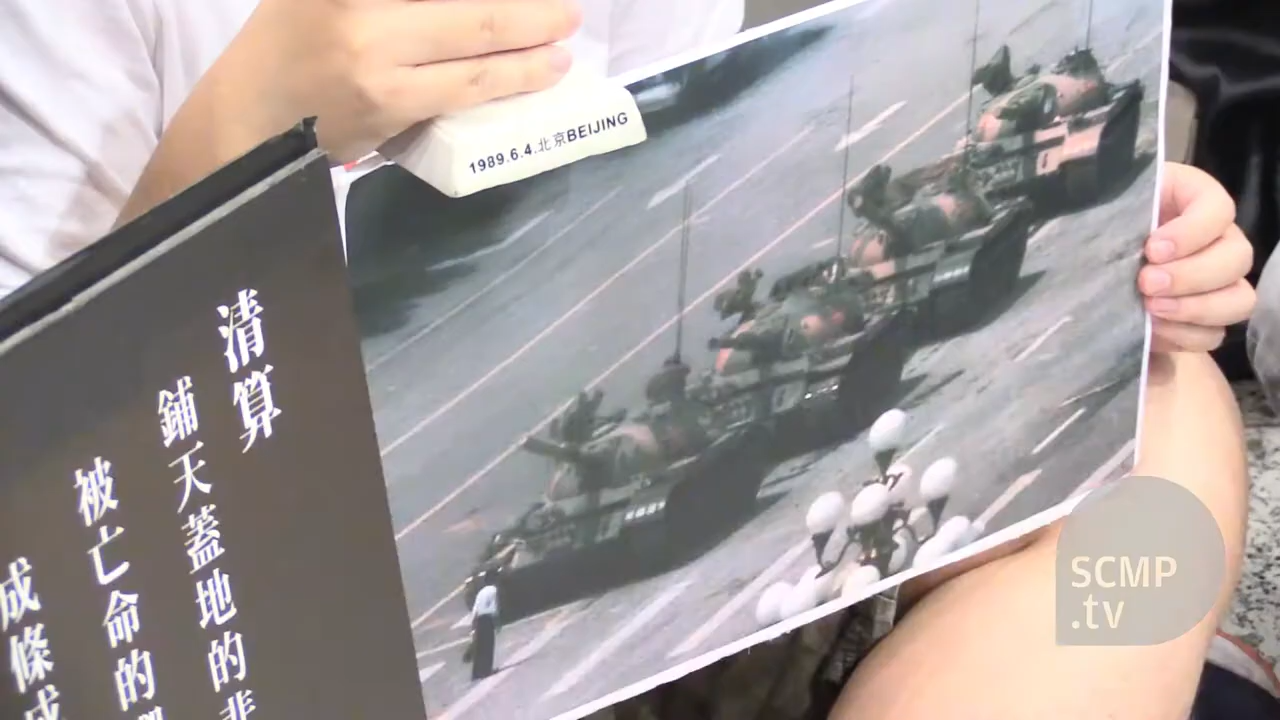 1989.6.4.北京BEIJING
清算
鋪天蓋地的
被亡命的
成條
SCMP
.tv